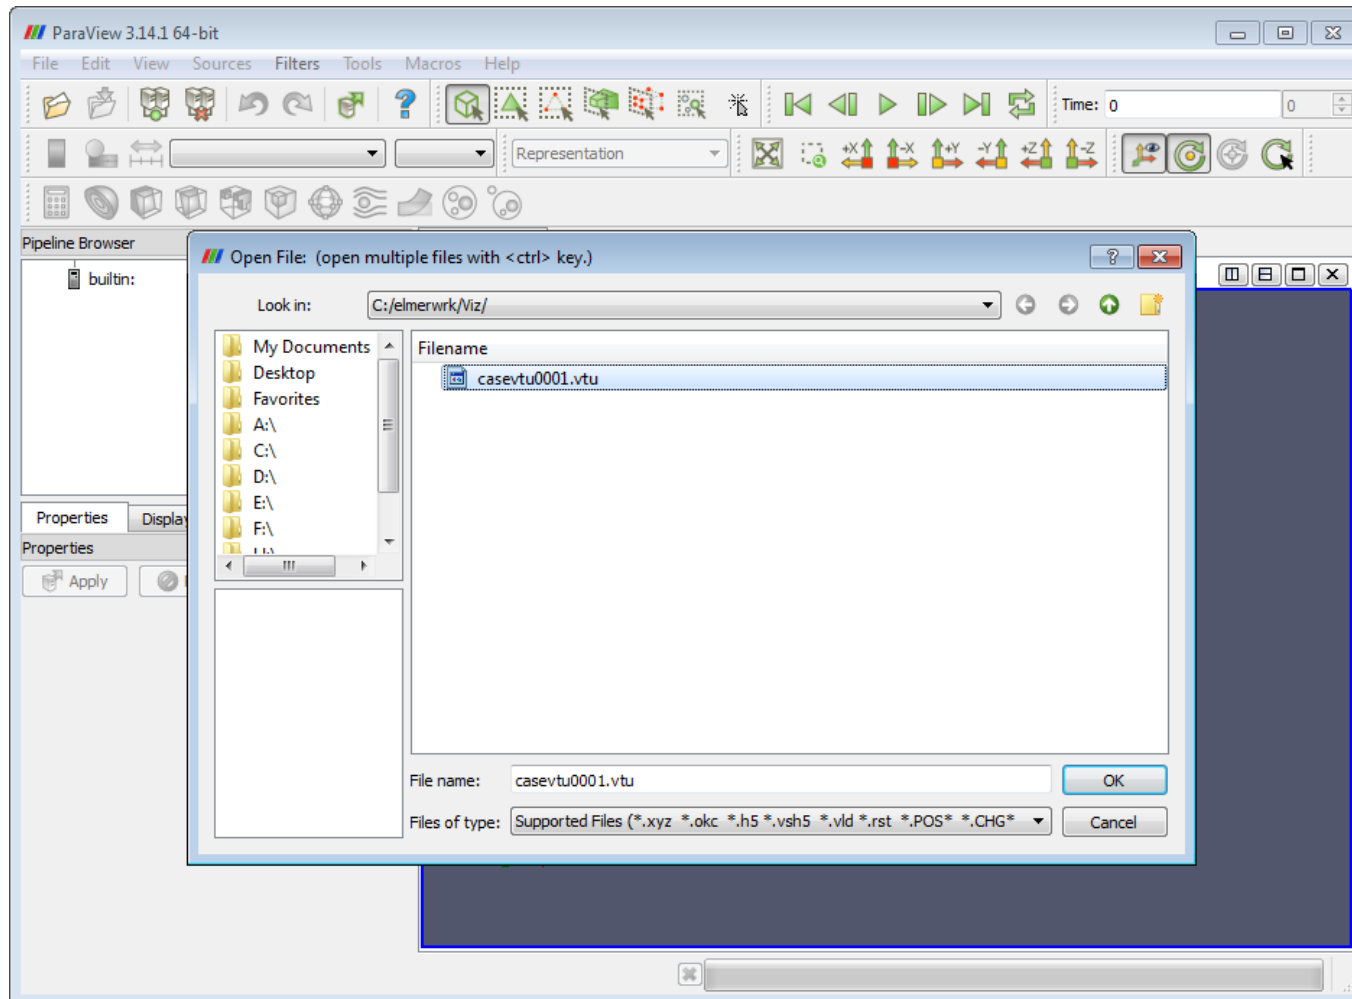 ParaView 3.14.1 64-bit
File Edit View Sources Filters Tools Macros Help
Time: 0 0
Representation
+X -X +Y -Y +Z -Z
Pipeline Browser
builtin:
Open File: (open multiple files with <ctrl> key.)
Look in: C:/elmerwrk/Viz/
My Documents
Desktop
Favorites
A:\
C:\
D:\
E:\
F:\
Filename
casevtu0001.vtu
Properties Display
Properties
Apply
File name: casevtu0001.vtu OK
Files of type: Supported Files (*.xyz *.okc *.h5 *.vsh5 *.vld *.rst *.POS* *.CHG* Cancel